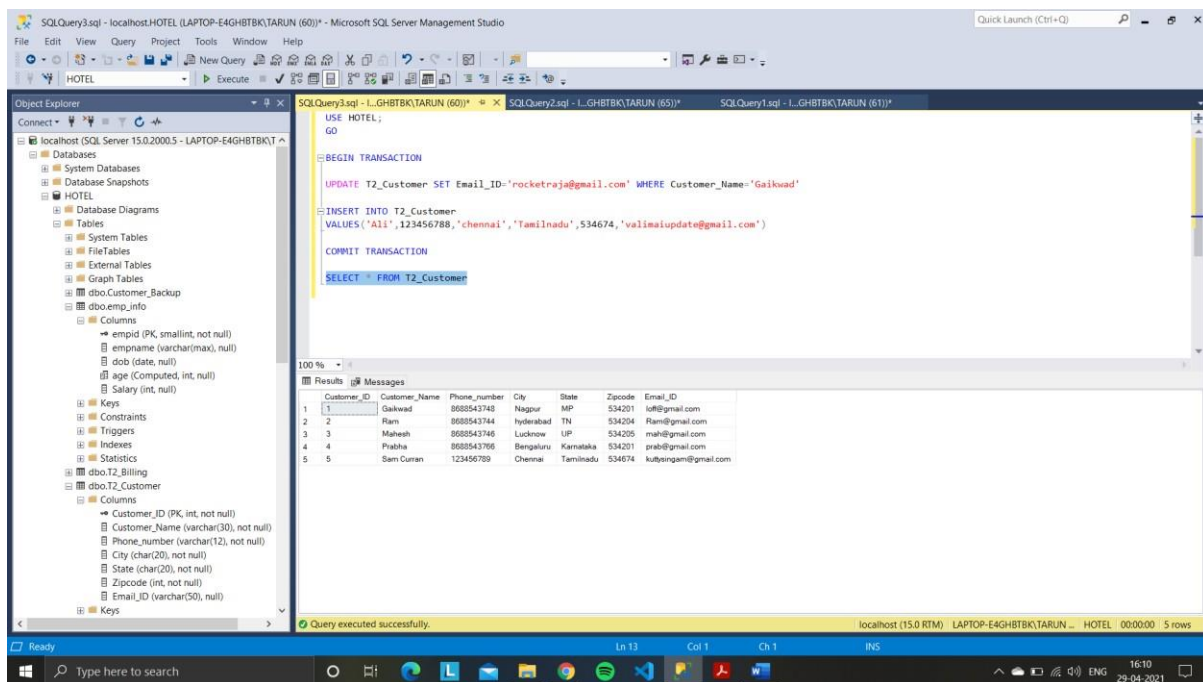 SQLQuery3.sql - localhost.HOTEL (LAPTOP-E4GHBTBK\TARUN (60))* - Microsoft SQL Server Management Studio
Quick Launch (Ctrl+Q)
File Edit View Query Project Tools Window Help
New Query
HOTEL
Execute
Object Explorer
Connect
localhost (SQL Server 15.0.2000.5 - LAPTOP-E4GHBTBK\T
Databases
System Databases
Database Snapshots
HOTEL
Database Diagrams
Tables
System Tables
FileTables
External Tables
Graph Tables
dbo.Customer_Backup
dbo.emp_info
Columns
empid (PK, smallint, not null)
empname (varchar(max), null)
dob (date, null)
age (Computed, int, null)
Salary (int, null)
Keys
Constraints
Triggers
Indexes
Statistics
dbo.T2_Billing
dbo.T2_Customer
Columns
Customer_ID (PK, int, not null)
Customer_Name (varchar(30), not null)
Phone_number (varchar(12), not null)
City (char(20), not null)
State (char(20), not null)
Zipcode (int, not null)
Email_ID (varchar(50), null)
Keys
SQLQuery3.sql - l...GHBTBK\TARUN (60))* SQLQuery2.sql - l...GHBTBK\TARUN (65))* SQLQuery1.sql - l...GHBTBK\TARUN (61))*
USE HOTEL;
GO
BEGIN TRANSACTION
UPDATE T2_Customer SET Email_ID='rocketraja@gmail.com' WHERE Customer_Name='Gaikwad'
INSERT INTO T2_Customer
VALUES('Ali',123456788,'chennai','Tamilnadu',534674,'valimaiupdate@gmail.com')
COMMIT TRANSACTION
SELECT * FROM T2_Customer
100 %
Results Messages
Customer_ID Customer_Name Phone_number City State Zipcode Email_ID
1 1 Gaikwad 8688543748 Nagpur MP 534201 loff@gmail.com
2 2 Ram 8688543744 hyderabad TN 534204 Ram@gmail.com
3 3 Mahesh 8688543746 Lucknow UP 534205 mah@gmail.com
4 4 Prabha 8688543766 Bengaluru Karnataka 534201 prab@gmail.com
5 5 Sam Curran 123456789 Chennai Tamilnadu 534674 kuttysingam@gmail.com
Query executed successfully.
localhost (15.0 RTM) LAPTOP-E4GHBTBK\TARUN ... HOTEL 00:00:00 5 rows
Ready
Ln 13 Col 1 Ch 1 INS
Type here to search
ENG
16:10
29-04-2021